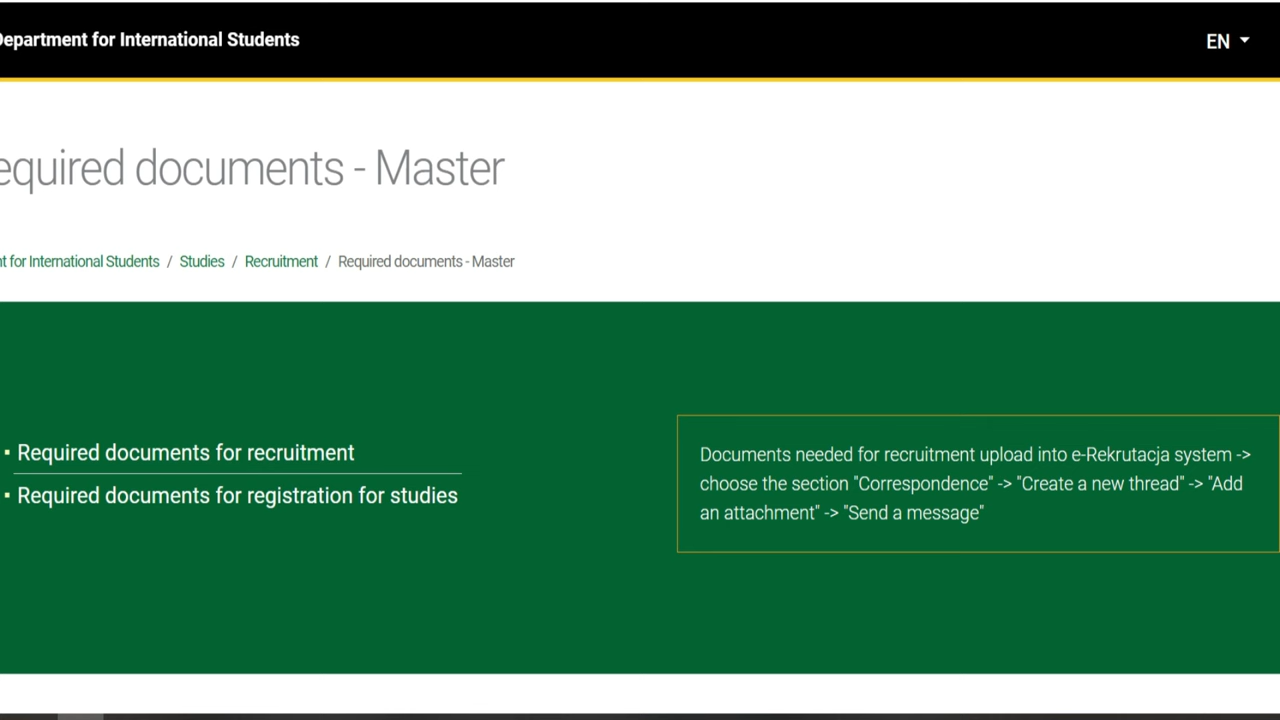 Department for International Students
EN
equired documents - Master
nt for International Students / Studies / Recruitment / Required documents - Master
Required documents for recruitment
Required documents for registration for studies
Documents needed for recruitment upload into e-Rekrutacja system ->
choose the section "Correspondence" -> "Create a new thread" -> "Add
an attachment" -> "Send a message"